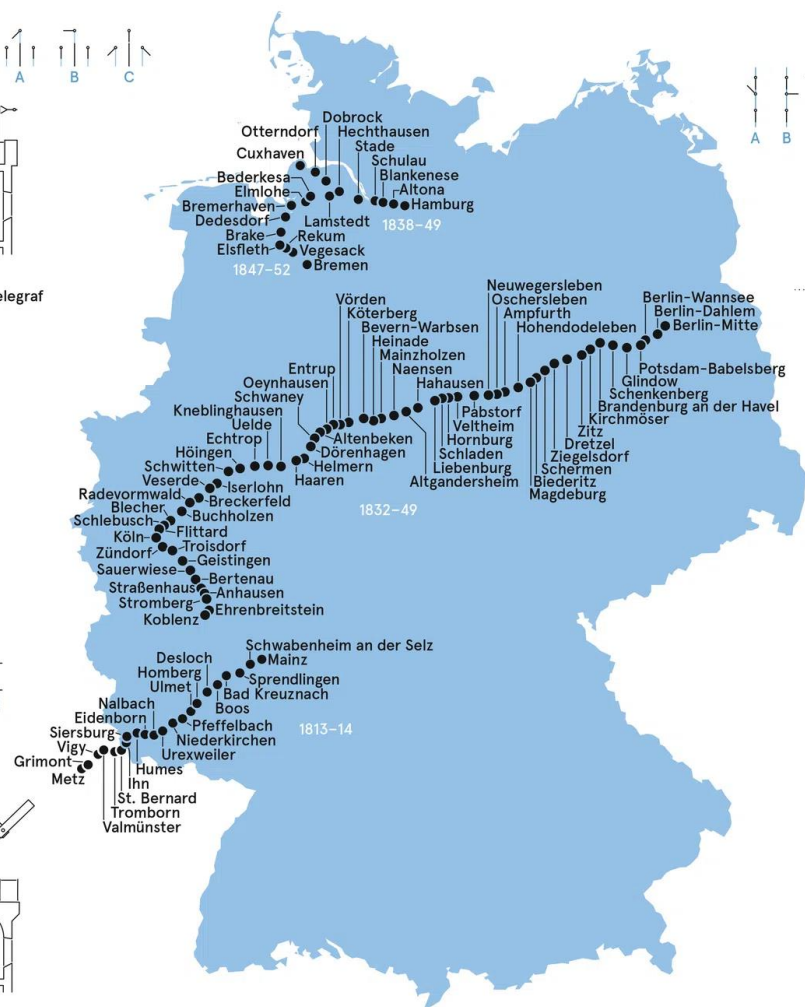 A
B
C
A
B
elegraf
Dobrock
Otterndorf
Hechthausen
Stade
Cuxhaven
Schulau
Blankenese
Bederkesa
Altona
Elmlohe
Bremerhaven
Hamburg
Dedesdorf
Lamstedt
1838–49
Brake
Rekum
Elsfleth
Vegesack
1847–52
Bremen
Neuwegersleben
Vörden
Oschersleben
Berlin-Wannsee
Köterberg
Ampfurth
Berlin-Dahlem
Bevern-Warbsen
Hohendodeleben
Berlin-Mitte
Heinade
Mainzholzen
Entrup
Naensen
Potsdam-Babelsberg
Oeynhausen
Hahausen
Glindow
Schwaney
Schenkenberg
Kneblinghausen
Pabstorf
Brandenburg an der Havel
Uelde
Veltheim
Kirchmöser
Echtrop
Altenbeken
Hornburg
Zitz
Höingen
Dörenhagen
Schladen
Dretzel
Schwitten
Helmern
Liebenburg
Ziegelsdorf
Veserde
Haaren
Altgandersheim
Schermen
Iserlohn
Biederitz
Radevormwald
Breckerfeld
Magdeburg
Blecher
Buchholzen
1832–49
Schlebusch
Flittard
Köln
Troisdorf
Zündorf
Geistingen
Sauerwiese
Bertenau
Straßenhaus
Anhausen
Stromberg
Ehrenbreitstein
Koblenz
Schwabenheim an der Selz
Desloch
Mainz
Homberg
Sprendlingen
Ulmet
Bad Kreuznach
Nalbach
Boos
Eidenborn
Pfeffelbach
1813–14
Siersburg
Niederkirchen
Vigy
Urexweiler
Grimont
Humes
Metz
Ihn
St. Bernard
Tromborn
Valmünster